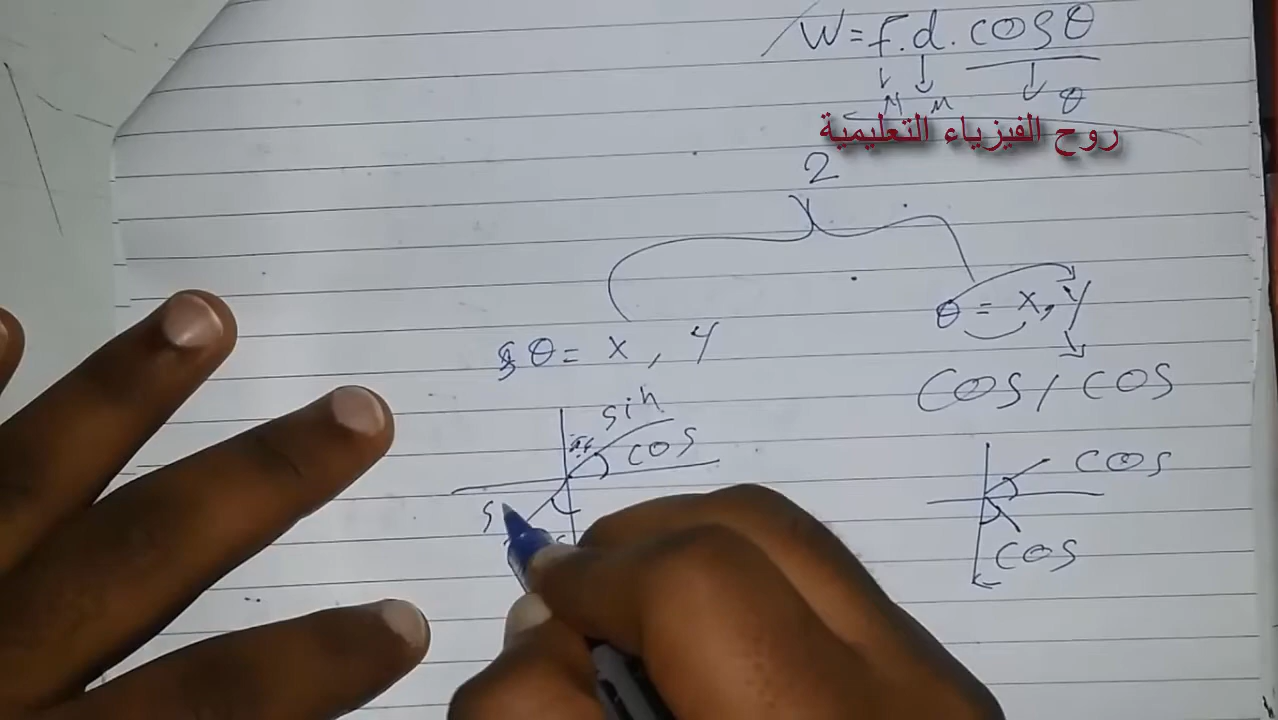 W = F. d. cosθ
M M θ
روح الفيزياء التعليمية
2
θ = x, y
θ = x , y
cos / cos
sin
cos
cos
s
cos